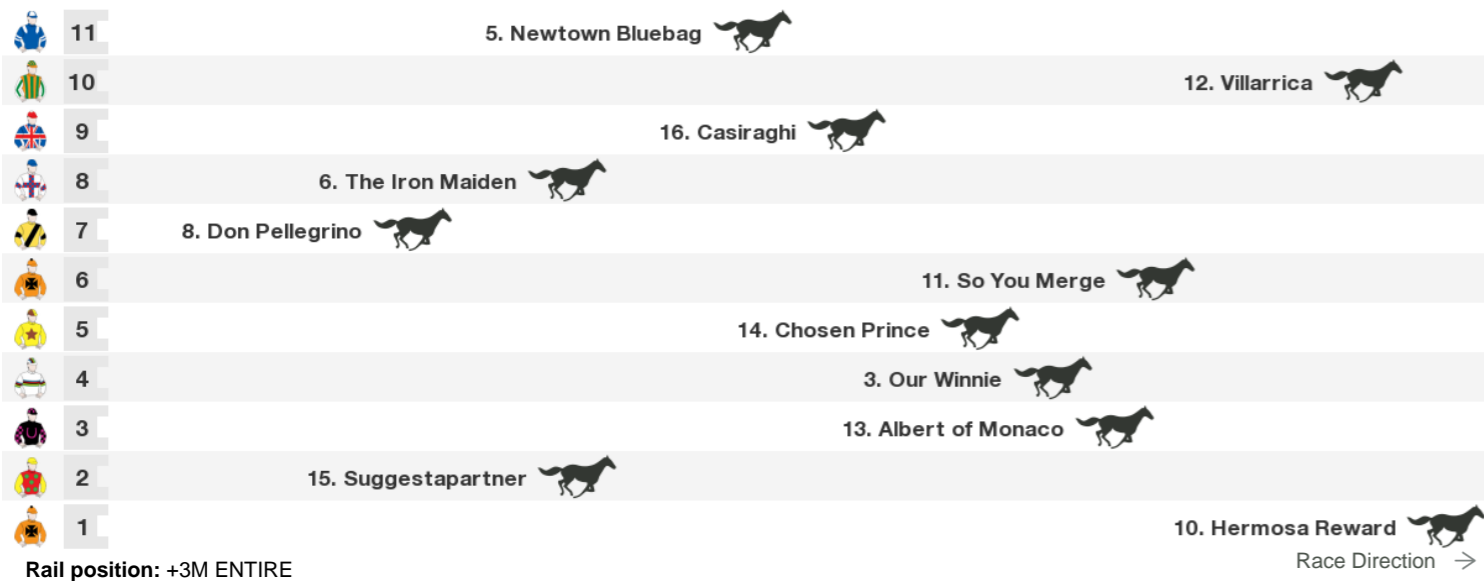 11 5. Newtown Bluebag
10 12. Villarrica
9 16. Casiraghi
8 6. The Iron Maiden
7 8. Don Pellegrino
6 11. So You Merge
5 14. Chosen Prince
4 3. Our Winnie
3 13. Albert of Monaco
2 15. Suggestapartner
1 10. Hermosa Reward
Rail position: +3M ENTIRE Race Direction →